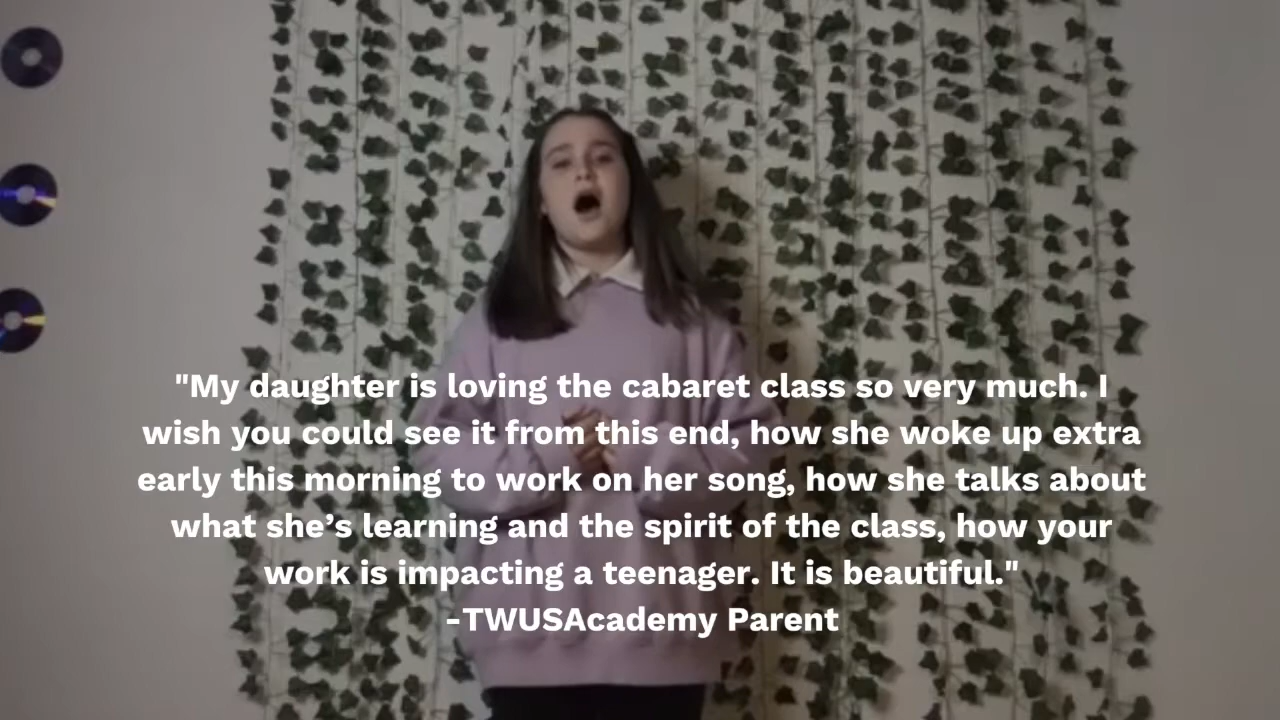 "My daughter is loving the cabaret class so very much. I
wish you could see it from this end, how she woke up extra
early this morning to work on her song, how she talks about
what she’s learning and the spirit of the class, how your
work is impacting a teenager. It is beautiful."
-TWUSAcademy Parent